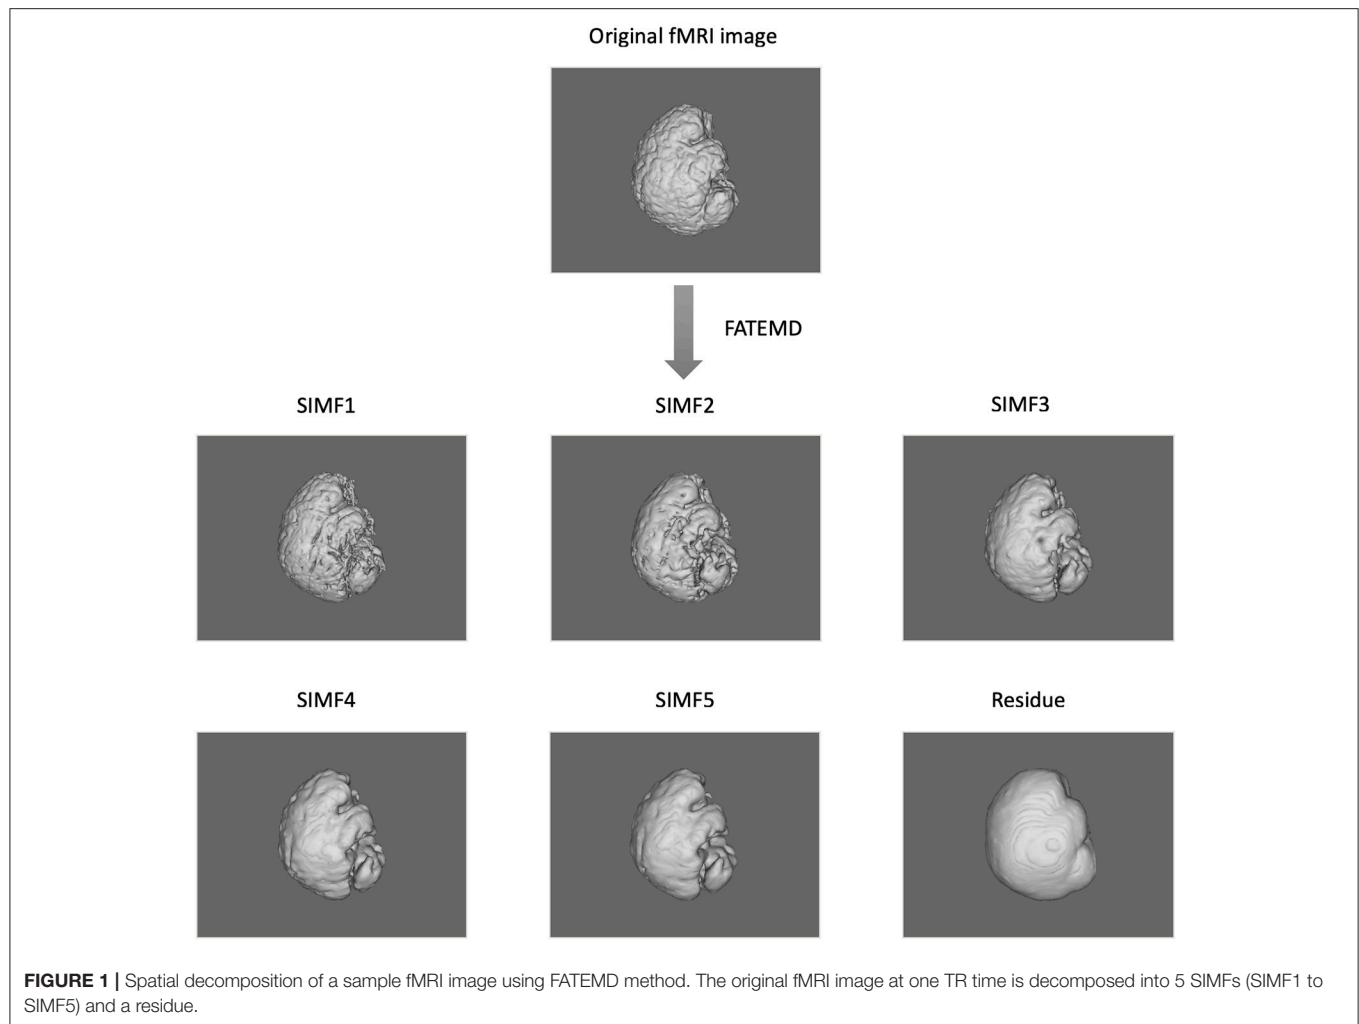 Original fMRI image
FATEMD
SIMF1
SIMF2
SIMF3
SIMF4
SIMF5
Residue
FIGURE 1 | Spatial decomposition of a sample fMRI image using FATEMD method. The original fMRI image at one TR time is decomposed into 5 SIMFs (SIMF1 to
SIMF5) and a residue.